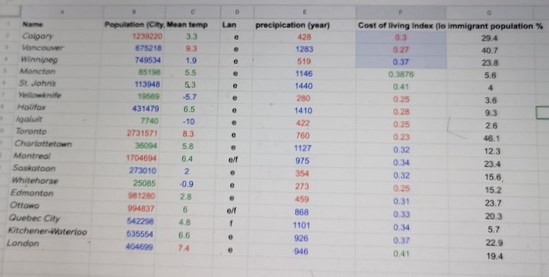 Name Population (City, Mean temp Lan precipication (year) Cost of living index (lo immigrant population %
Calgary 1239220 3.3 e 428 0.3 29.4
Vancouver 675218 9.3 e 1283 0.27 40.7
Winnipeg 749534 1.9 e 519 0.37 23.8
Moncton 85198 5.5 e 1146 0.3876 5.6
St. John's 113948 5.3 e 1440 0.41 4
Yellowknife 19569 -5.7 e 280 0.25 3.6
Halifax 431479 6.5 e 1410 0.28 9.3
Iqaluit 7740 -10 e 422 0.25 2.6
Toronto 2731571 8.3 e 760 0.23 46.1
Charlottetown 36094 5.8 e 1127 0.32 12.3
Montreal 1704694 6.4 e/f 975 0.34 23.4
Saskatoon 273010 2 e 354 0.32 15.6
Whitehorse 25085 -0.9 e 273 0.25 15.2
Edmonton 981280 2.8 e 459 0.31 23.7
Ottawa 994837 6 e/f 868 0.33 20.3
Quebec City 542298 4.8 f 1101 0.34 5.7
Kitchener-Waterloo 535554 6.6 e 926 0.37 22.9
London 404699 7.4 e 946 0.41 19.4